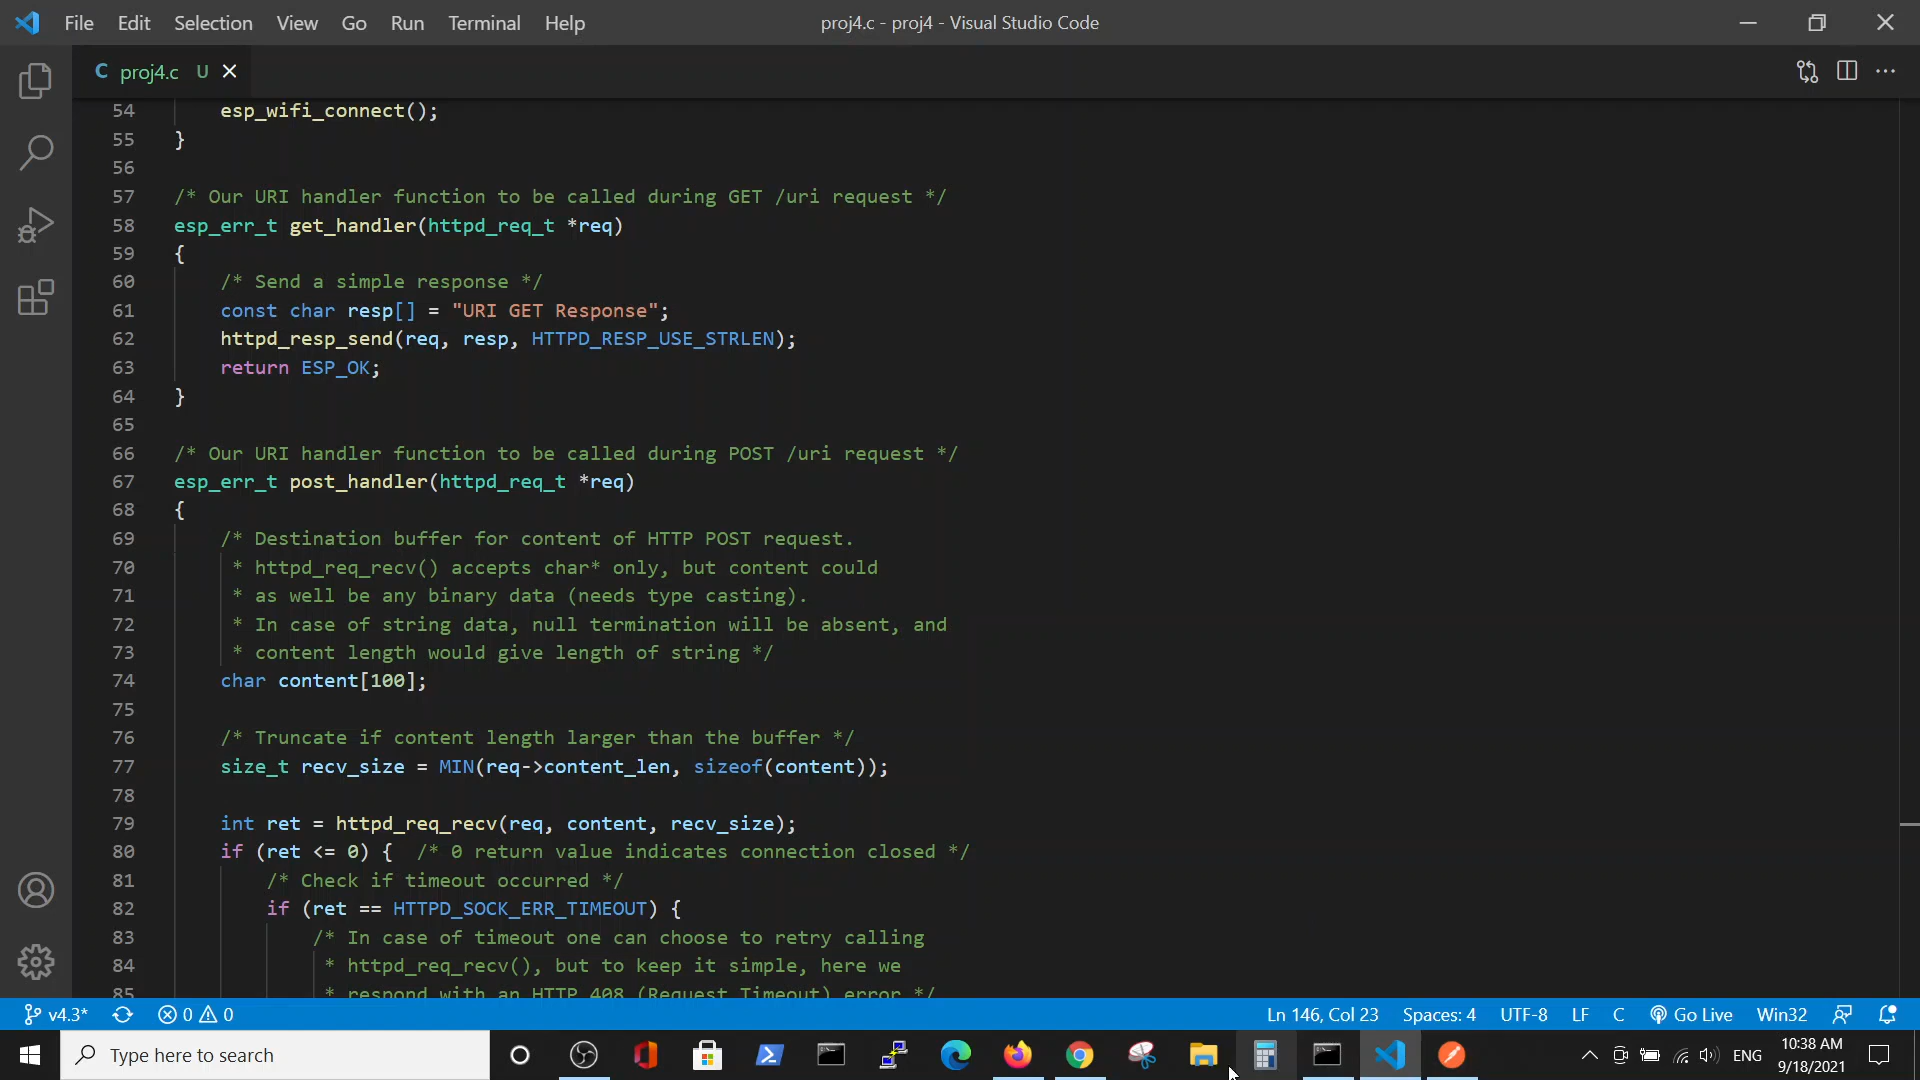 File Edit Selection View Go Run Terminal Help proj4.c - proj4 - Visual Studio Code
C proj4.c U
54 esp_wifi_connect();
55 }
56
57 /* Our URI handler function to be called during GET /uri request */
58 esp_err_t get_handler(httpd_req_t *req)
59 {
60 /* Send a simple response */
61 const char resp[] = "URI GET Response";
62 httpd_resp_send(req, resp, HTTPD_RESP_USE_STRLEN);
63 return ESP_OK;
64 }
65
66 /* Our URI handler function to be called during POST /uri request */
67 esp_err_t post_handler(httpd_req_t *req)
68 {
69 /* Destination buffer for content of HTTP POST request.
70 * httpd_req_recv() accepts char* only, but content could
71 * as well be any binary data (needs type casting).
72 * In case of string data, null termination will be absent, and
73 * content length would give length of string */
74 char content[100];
75
76 /* Truncate if content length larger than the buffer */
77 size_t recv_size = MIN(req->content_len, sizeof(content));
78
79 int ret = httpd_req_recv(req, content, recv_size);
80 if (ret <= 0) { /* 0 return value indicates connection closed */
81 /* Check if timeout occurred */
82 if (ret == HTTPD_SOCK_ERR_TIMEOUT) {
83 /* In case of timeout one can choose to retry calling
84 * httpd_req_recv(), but to keep it simple, here we
85 * respond with an HTTP 408 (Request Timeout) error */
v4.3* 0 0 Ln 146, Col 23 Spaces: 4 UTF-8 LF C Go Live Win32
Type here to search ENG 10:38 AM
9/18/2021